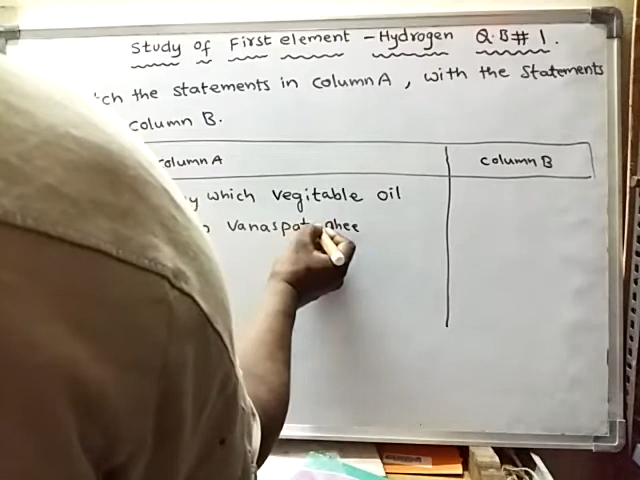 Study of First element - Hydrogen Q.B# 1.
tch the statements in column A, with the statements
column B.
column A column B
y which vegitable oil
vanaspati ghee